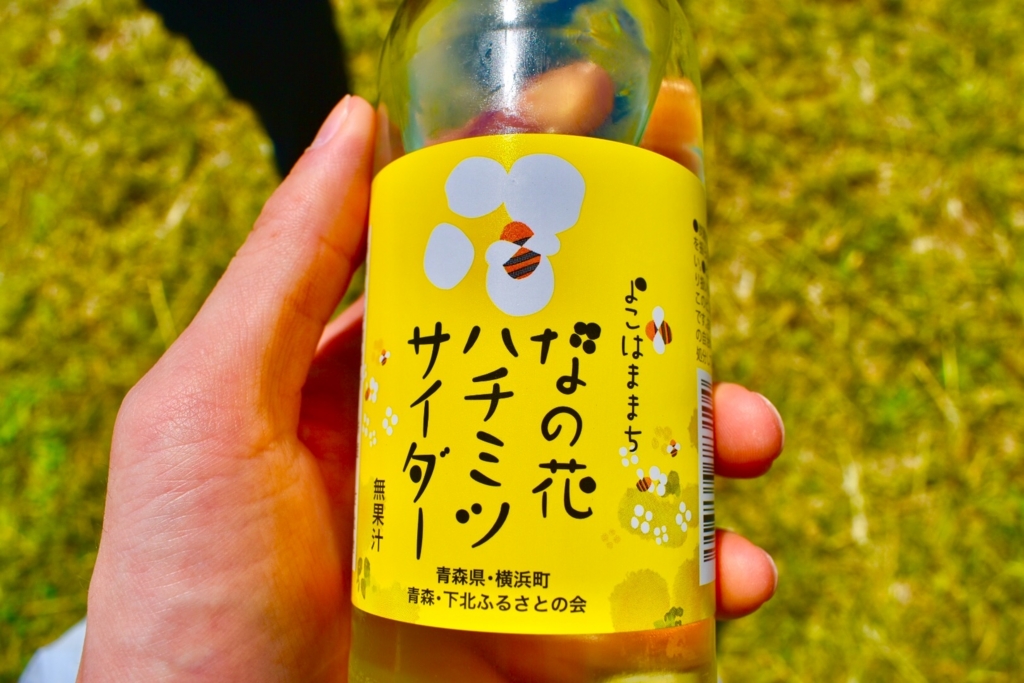 よこはままち
なの花
ハチミツ
サイダー
無果汁
青森県・横浜町
青森・下北ふるさとの会